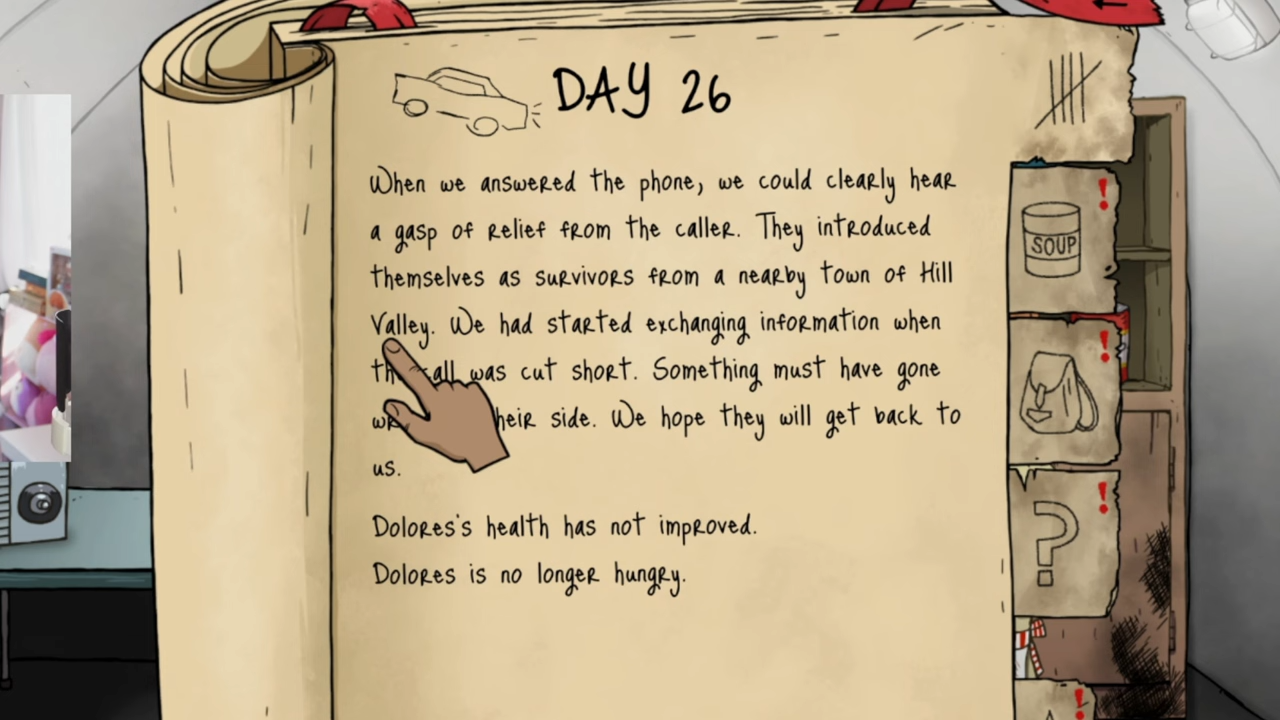 DAY 26
When we answered the phone, we could clearly hear
a gasp of relief from the caller. They introduced
themselves as survivors from a nearby town of Hill
Valley. We had started exchanging information when
call was cut short. Something must have gone
their side. We hope they will get back to
us.
Dolores's health has not improved.
Dolores is no longer hungry.
!
SOUP
!
!
?
!